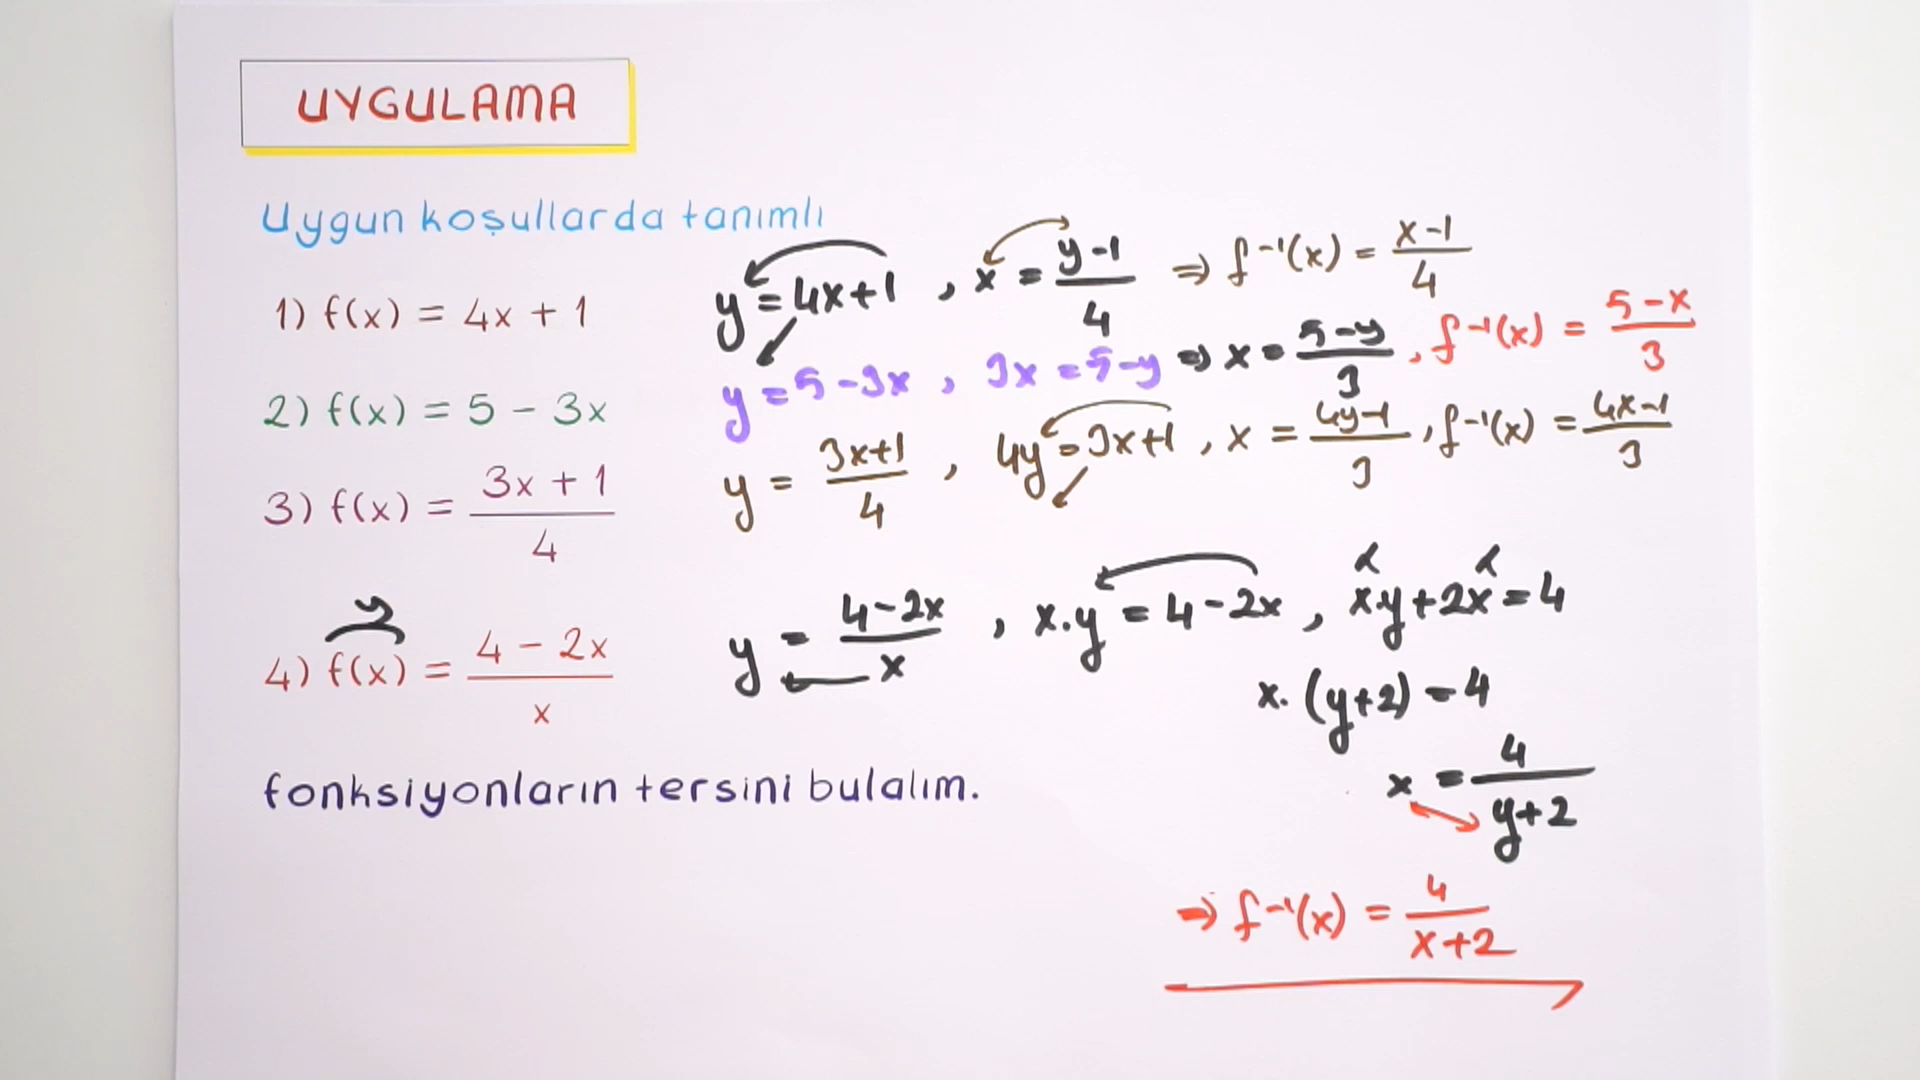 UYGULAMA
Uygun koşullarda tanımlı
1) f(x) = 4x + 1
y = 4x+1 , x = (y-1)/4 ⇒ f⁻¹(x) = (x-1)/4
2) f(x) = 5 - 3x
y = 5-3x , 3x = 5-y ⇒ x = (5-y)/3 , f⁻¹(x) = (5-x)/3
3) f(x) = (3x + 1)/4
y = (3x+1)/4 , 4y = 3x+1 , x = (4y-1)/3 , f⁻¹(x) = (4x-1)/3
y
4) f(x) = (4 - 2x)/x
y = (4-2x)/x , x.y = 4-2x , x.y+2x = 4
x.(y+2) = 4
x = 4/(y+2)
⇒ f⁻¹(x) = 4/(x+2)
fonksiyonların tersini bulalım.